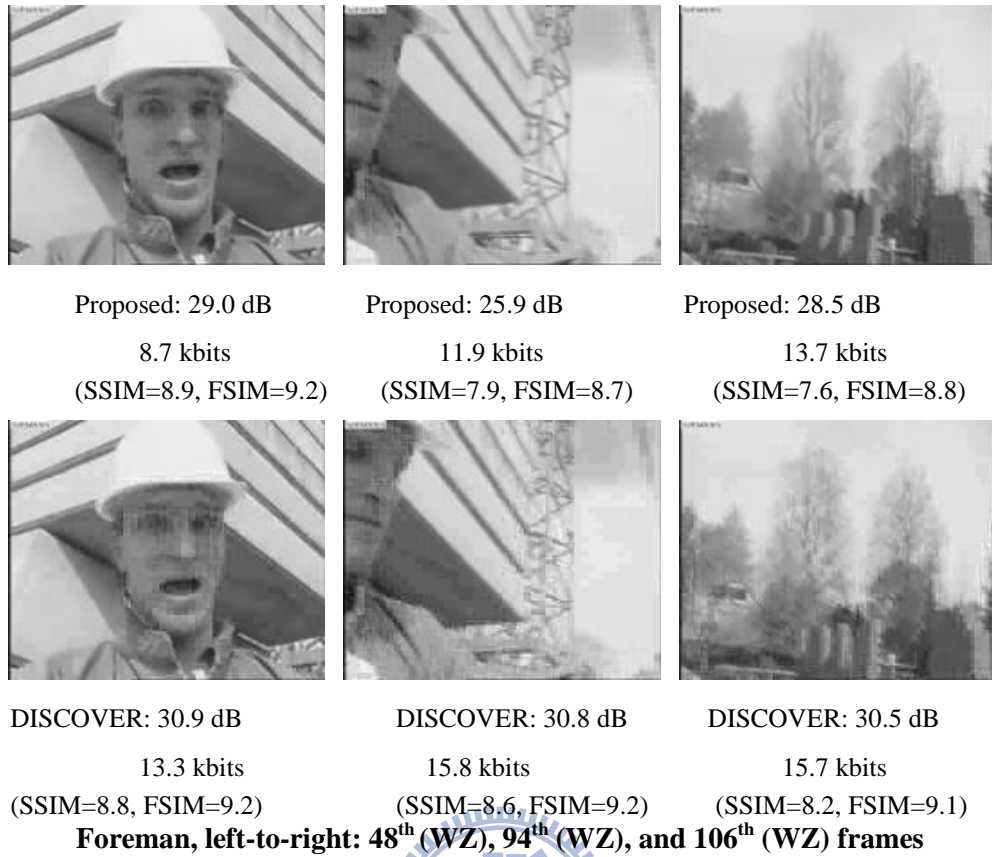 Proposed: 29.0 dB Proposed: 25.9 dB Proposed: 28.5 dB
8.7 kbits 11.9 kbits 13.7 kbits
(SSIM=8.9, FSIM=9.2) (SSIM=7.9, FSIM=8.7) (SSIM=7.6, FSIM=8.8)
DISCOVER: 30.9 dB DISCOVER: 30.8 dB DISCOVER: 30.5 dB
13.3 kbits 15.8 kbits 15.7 kbits
(SSIM=8.8, FSIM=9.2) (SSIM=8.6, FSIM=9.2) (SSIM=8.2, FSIM=9.1)
Foreman, left-to-right: 48th (WZ), 94th (WZ), and 106th (WZ) frames